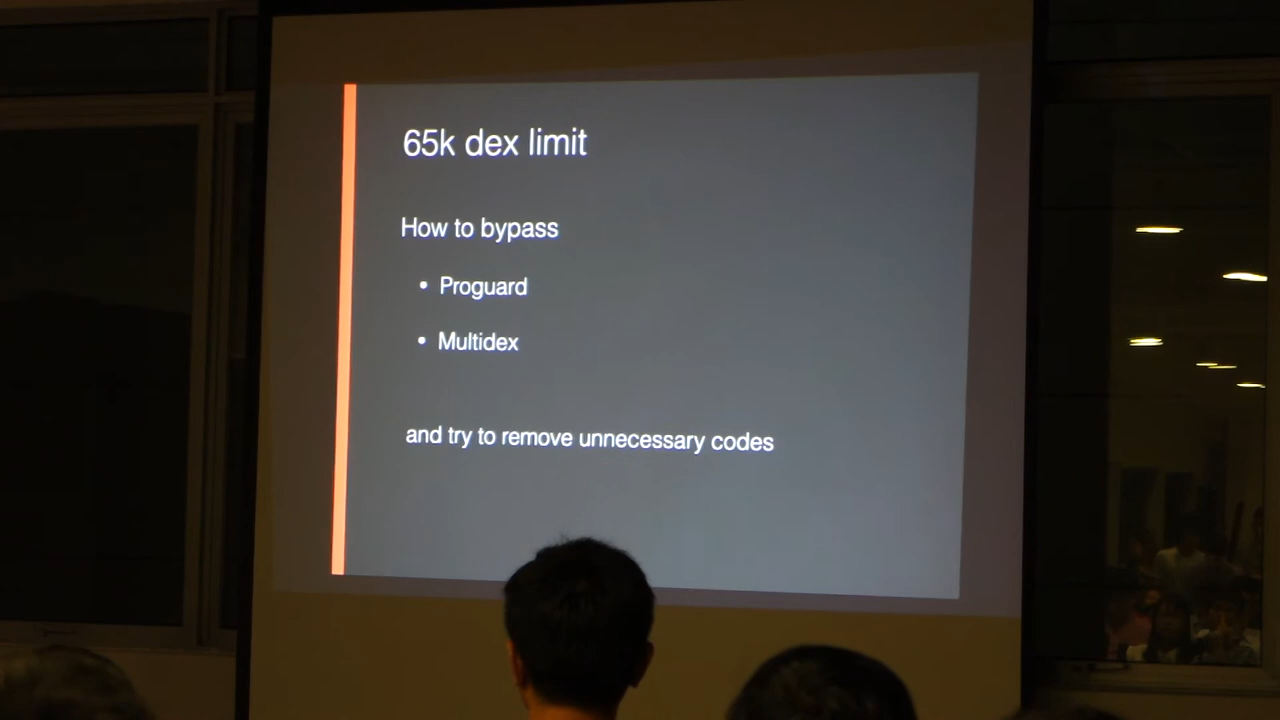 65k dex limit
How to bypass
• Proguard
• Multidex
and try to remove unnecessary codes